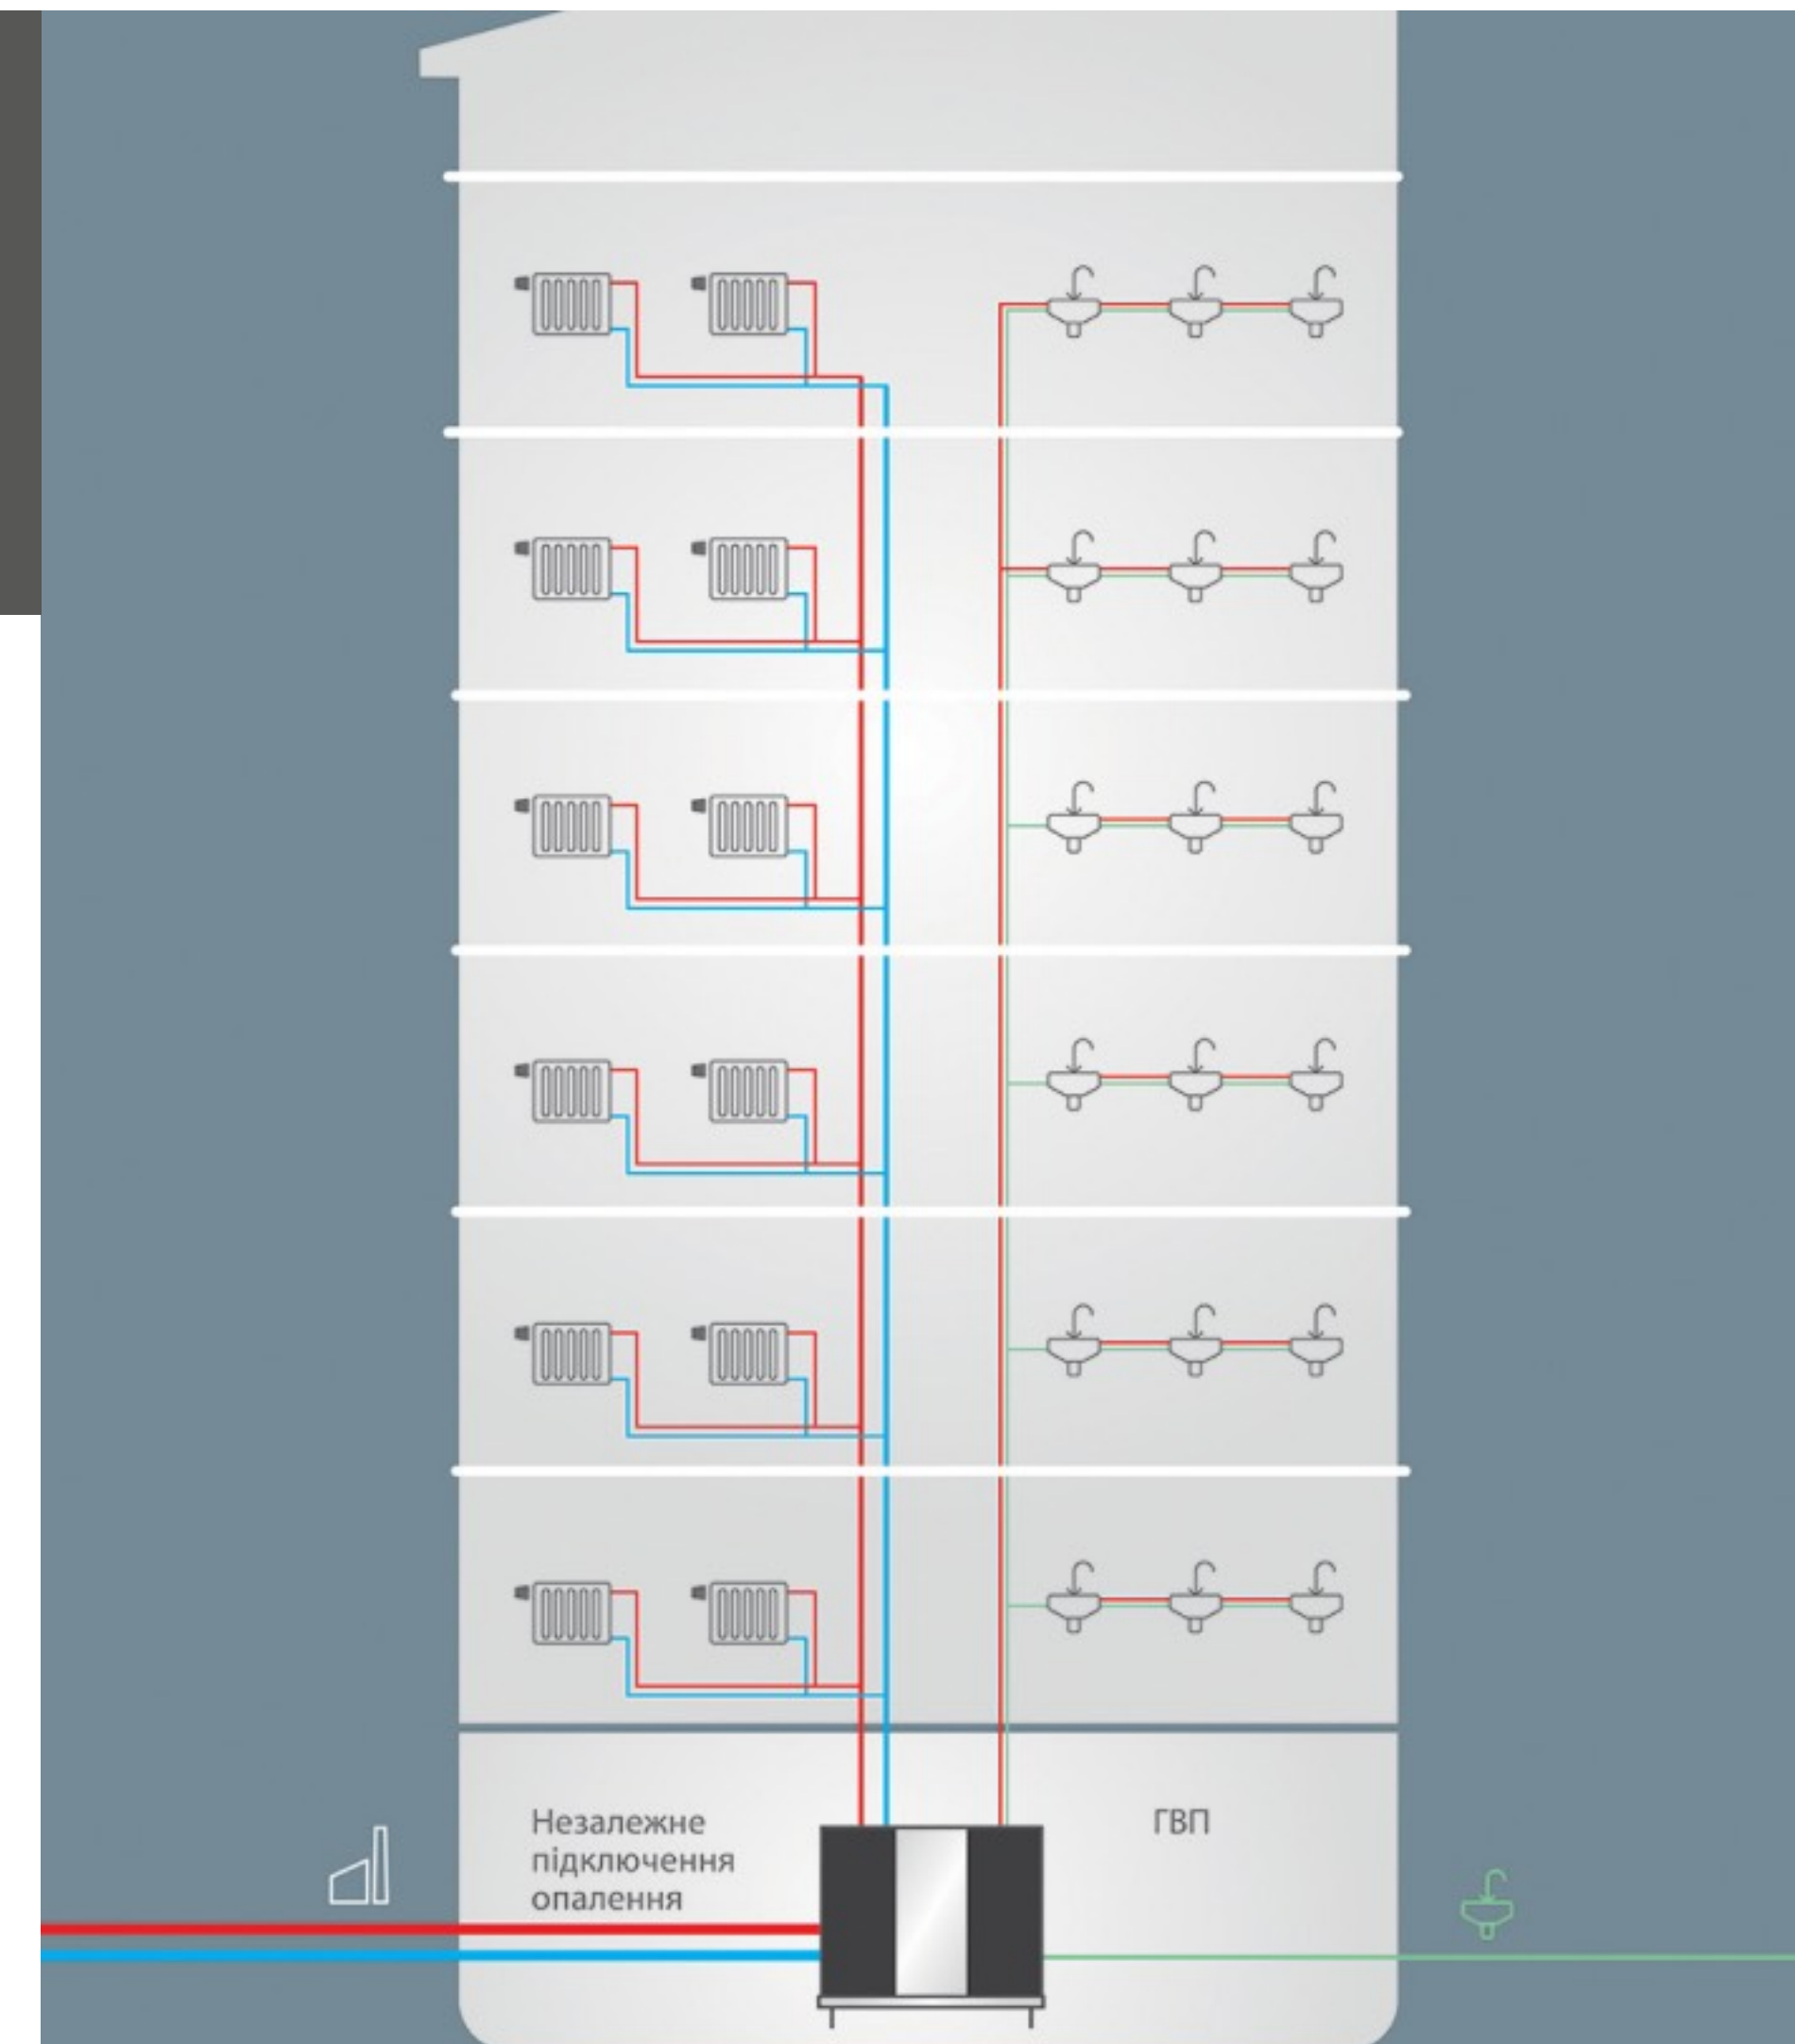 Незалежне
підключення
опалення
ГВП